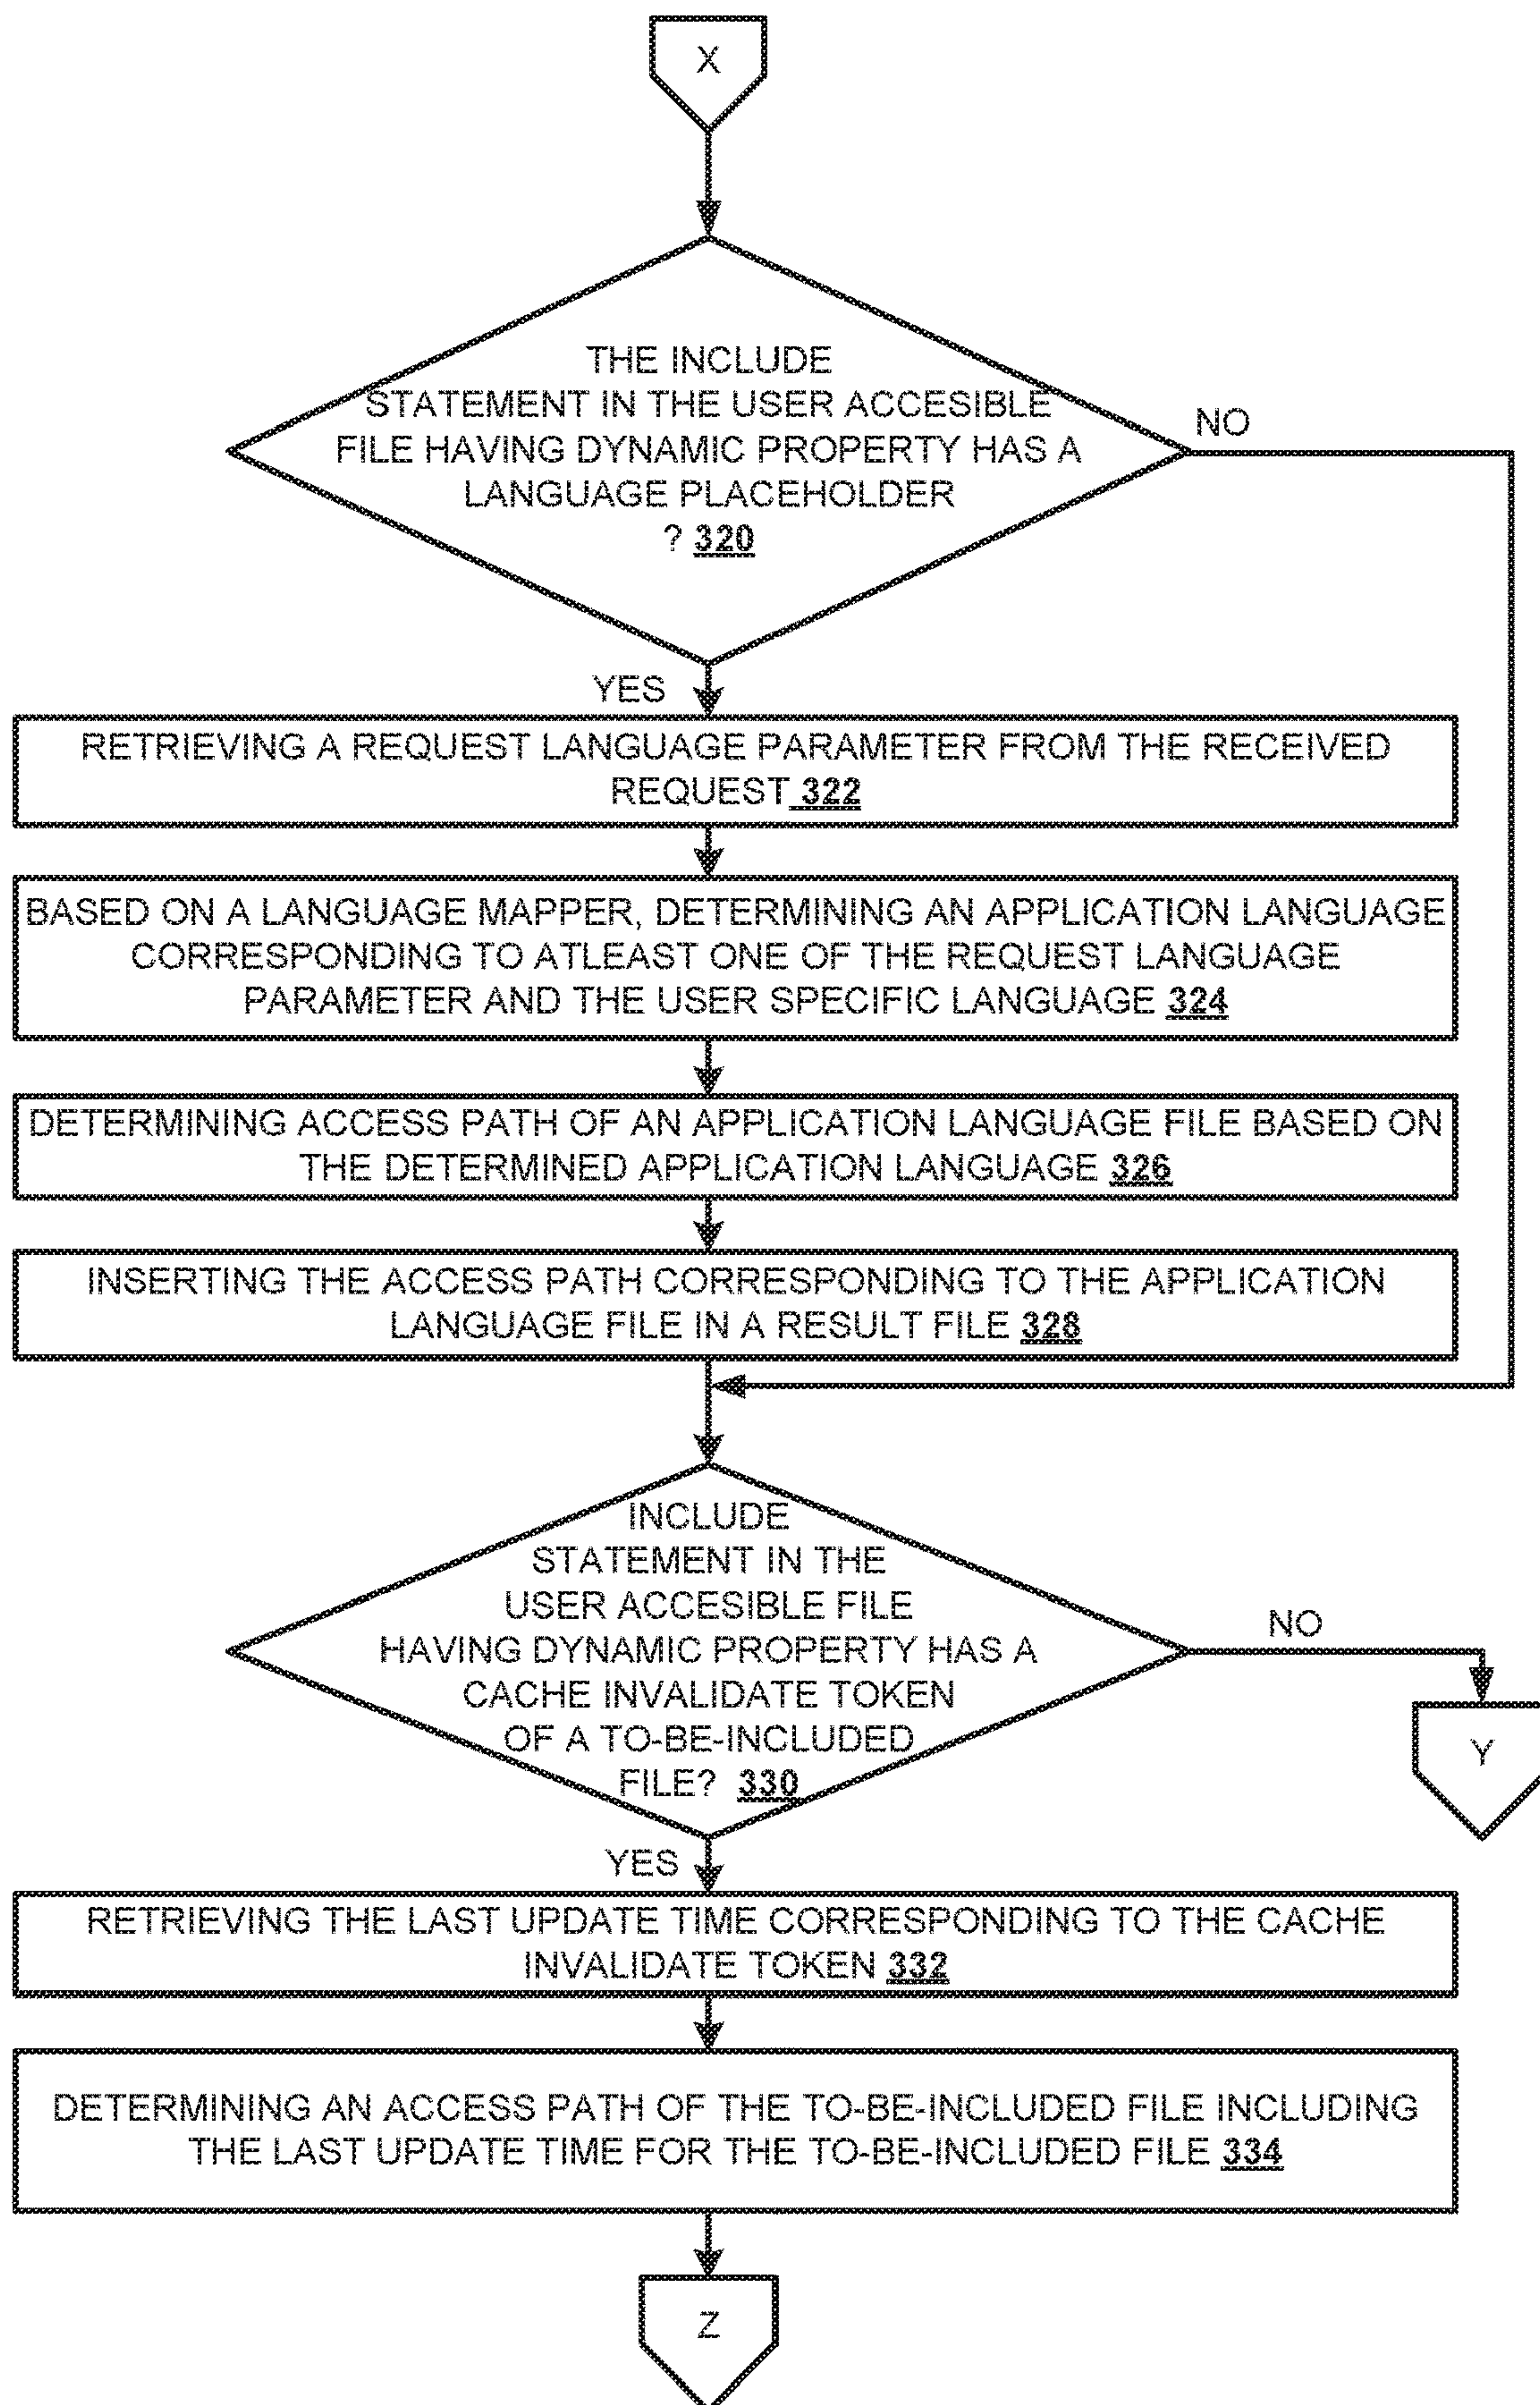 X
THE INCLUDE
STATEMENT IN THE USER ACCESIBLE
FILE HAVING DYNAMIC PROPERTY HAS A
LANGUAGE PLACEHOLDER
? 320
NO
YES
RETRIEVING A REQUEST LANGUAGE PARAMETER FROM THE RECEIVED
REQUEST 322
BASED ON A LANGUAGE MAPPER, DETERMINING AN APPLICATION LANGUAGE
CORRESPONDING TO ATLEAST ONE OF THE REQUEST LANGUAGE
PARAMETER AND THE USER SPECIFIC LANGUAGE 324
DETERMINING ACCESS PATH OF AN APPLICATION LANGUAGE FILE BASED ON
THE DETERMINED APPLICATION LANGUAGE 326
INSERTING THE ACCESS PATH CORRESPONDING TO THE APPLICATION
LANGUAGE FILE IN A RESULT FILE 328
INCLUDE
STATEMENT IN THE
USER ACCESIBLE FILE
HAVING DYNAMIC PROPERTY HAS A
CACHE INVALIDATE TOKEN
OF A TO-BE-INCLUDED
FILE? 330
NO
Y
YES
RETRIEVING THE LAST UPDATE TIME CORRESPONDING TO THE CACHE
INVALIDATE TOKEN 332
DETERMINING AN ACCESS PATH OF THE TO-BE-INCLUDED FILE INCLUDING
THE LAST UPDATE TIME FOR THE TO-BE-INCLUDED FILE 334
Z